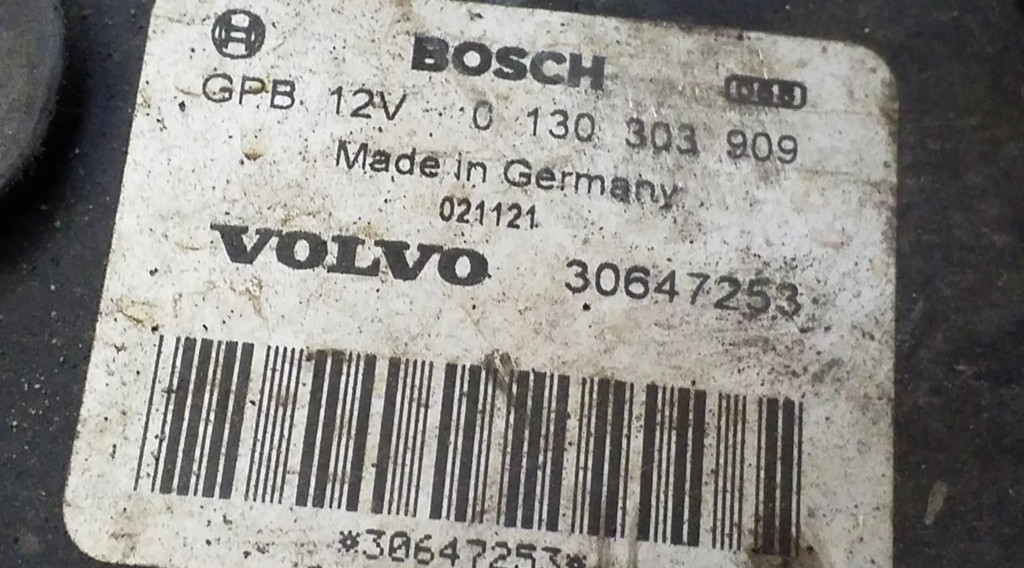 BOSCH
GPB 12V 0 130 303 909
Made in Germany
021121
VOLVO 30647253
*30647253*